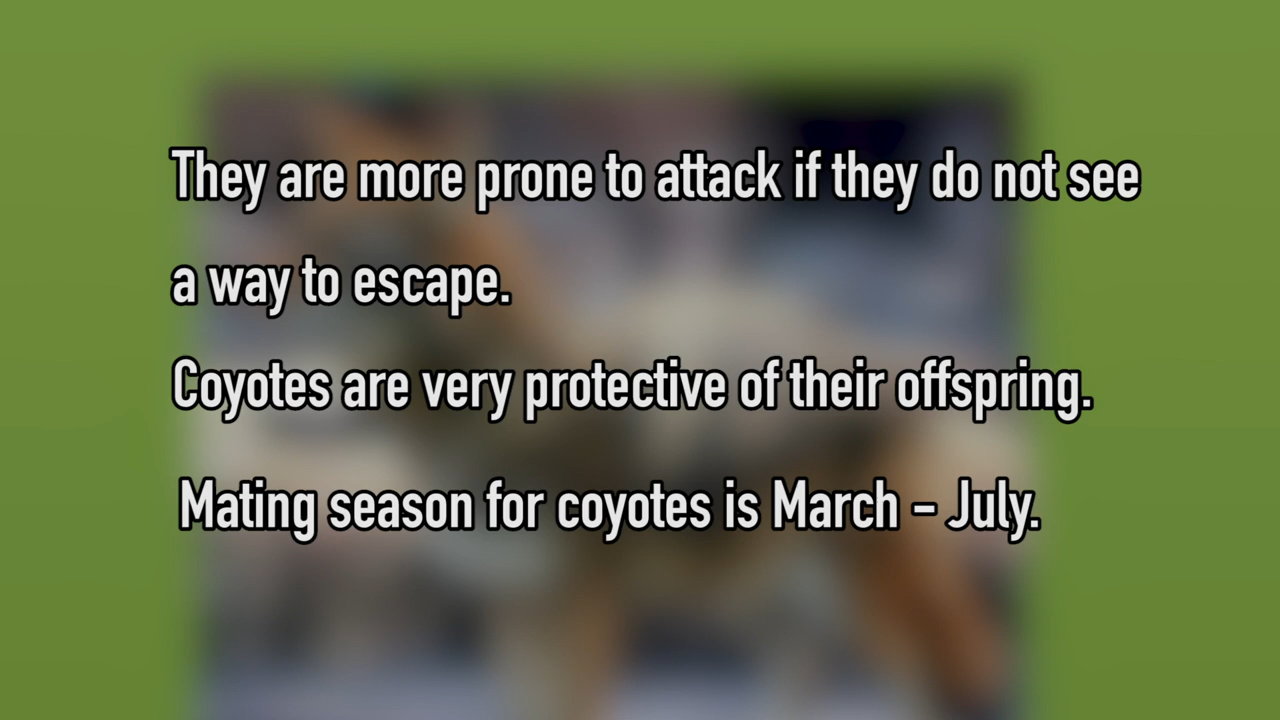 They are more prone to attack if they do not see
a way to escape.
Coyotes are very protective of their offspring.
Mating season for coyotes is March – July.